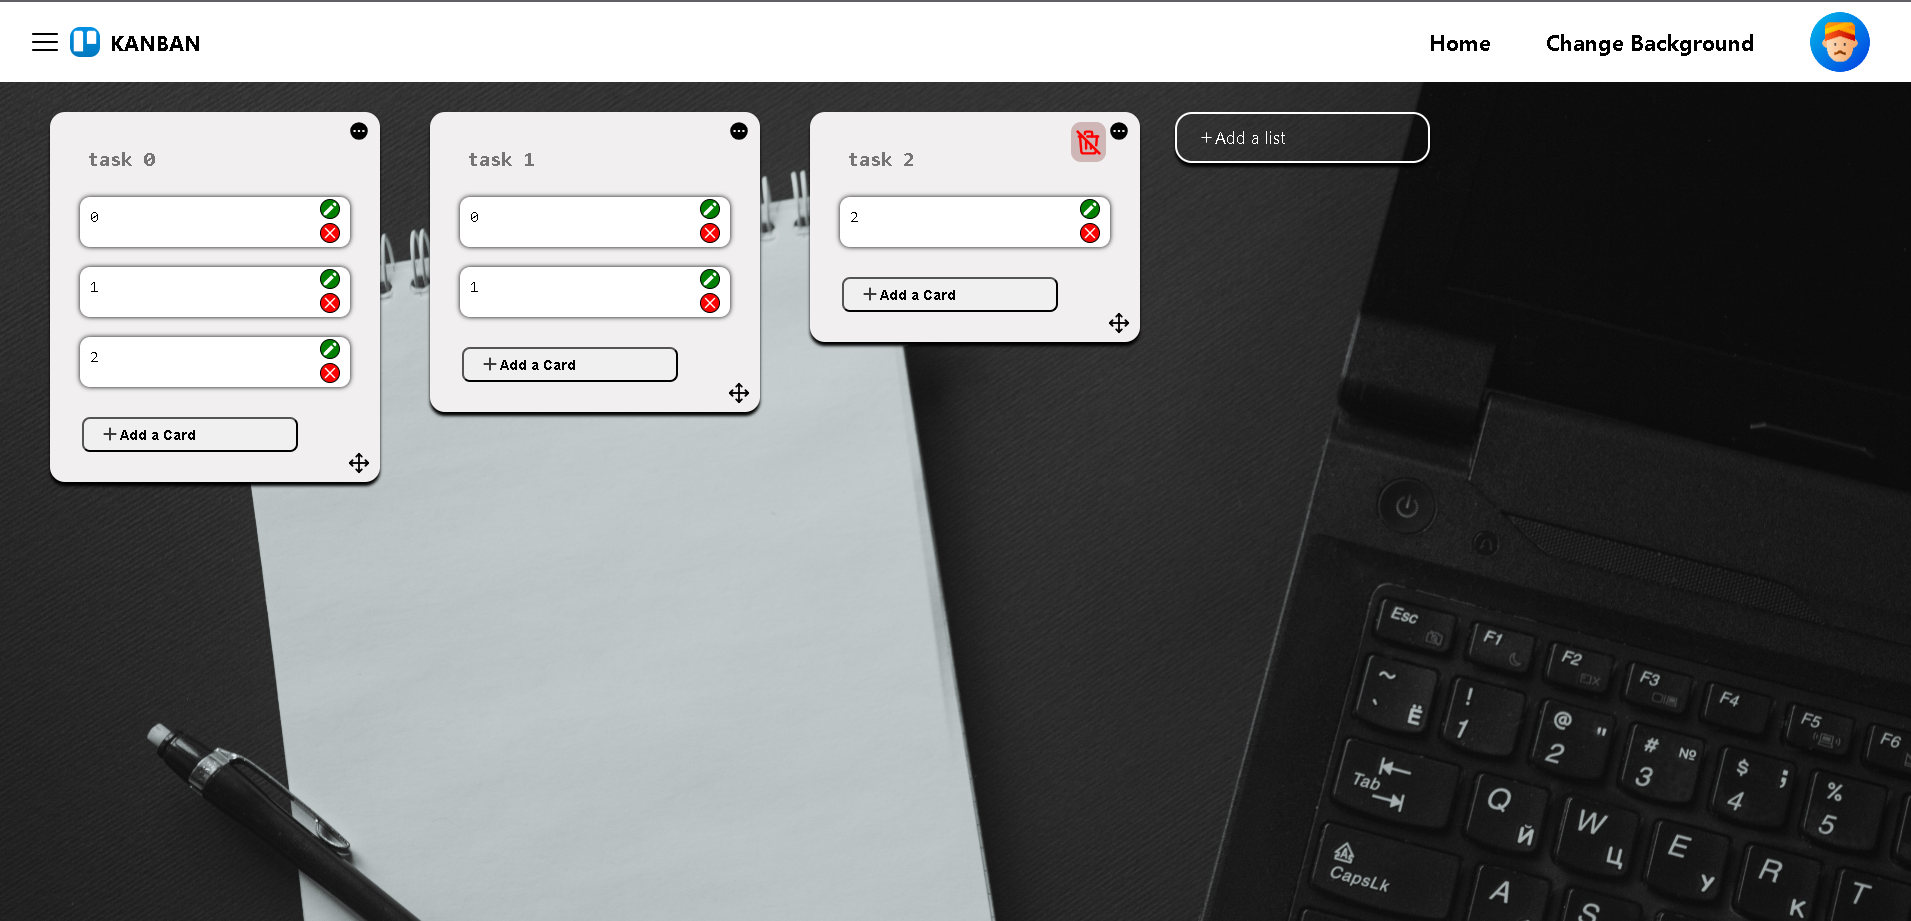 KANBAN
Home
Change Background
task 0
0
1
2
+ Add a Card
task 1
0
1
+ Add a Card
task 2
2
+ Add a Card
+ Add a list
Esc
F1
F2
F3
F4
F5
F6
~ ` Ё
! 1
@ " 2
# № 3
$ ; 4
% 5
Tab
Q Й
W Ц
E У
R К
T
CapsLk
A
S